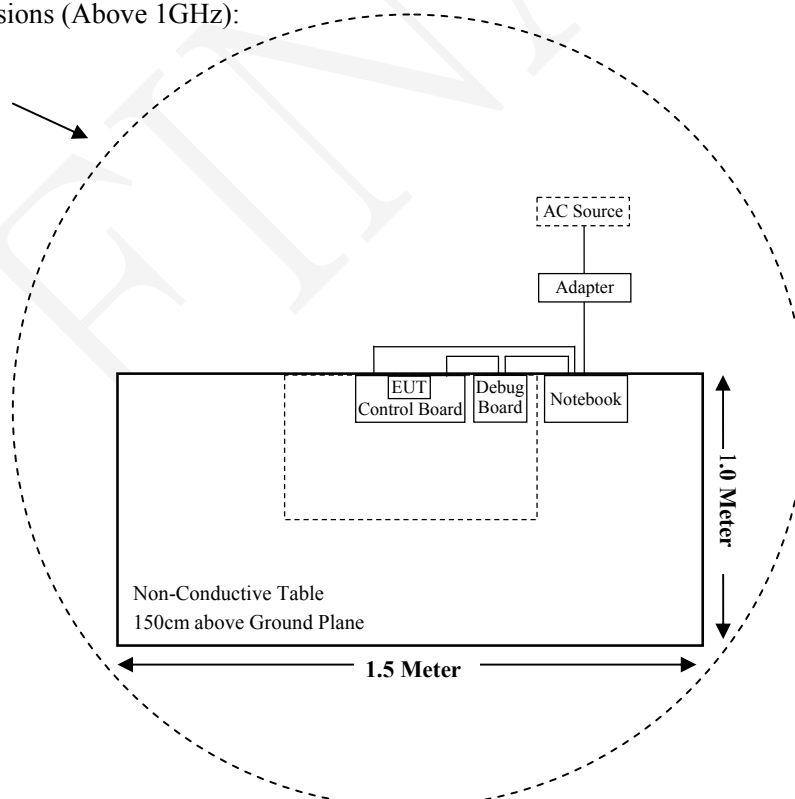 sions (Above 1GHz):
AC Source
Adapter
EUT
Control Board
Debug
Board
Notebook
1.0 Meter
Non-Conductive Table
150cm above Ground Plane
1.5 Meter